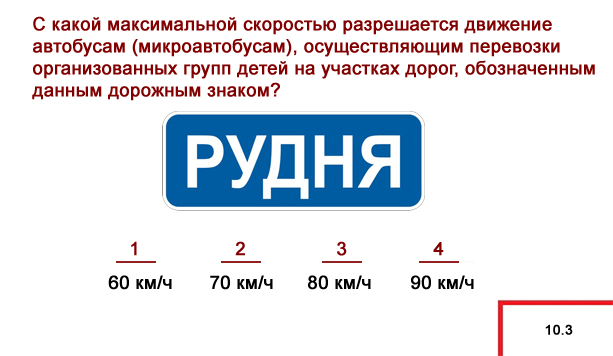 С какой максимальной скоростью разрешается движение
автобусам (микроавтобусам), осуществляющим перевозки
организованных групп детей на участках дорог, обозначенным
данным дорожным знаком?
РУДНЯ
1 2 3 4
60 км/ч 70 км/ч 80 км/ч 90 км/ч
10.3